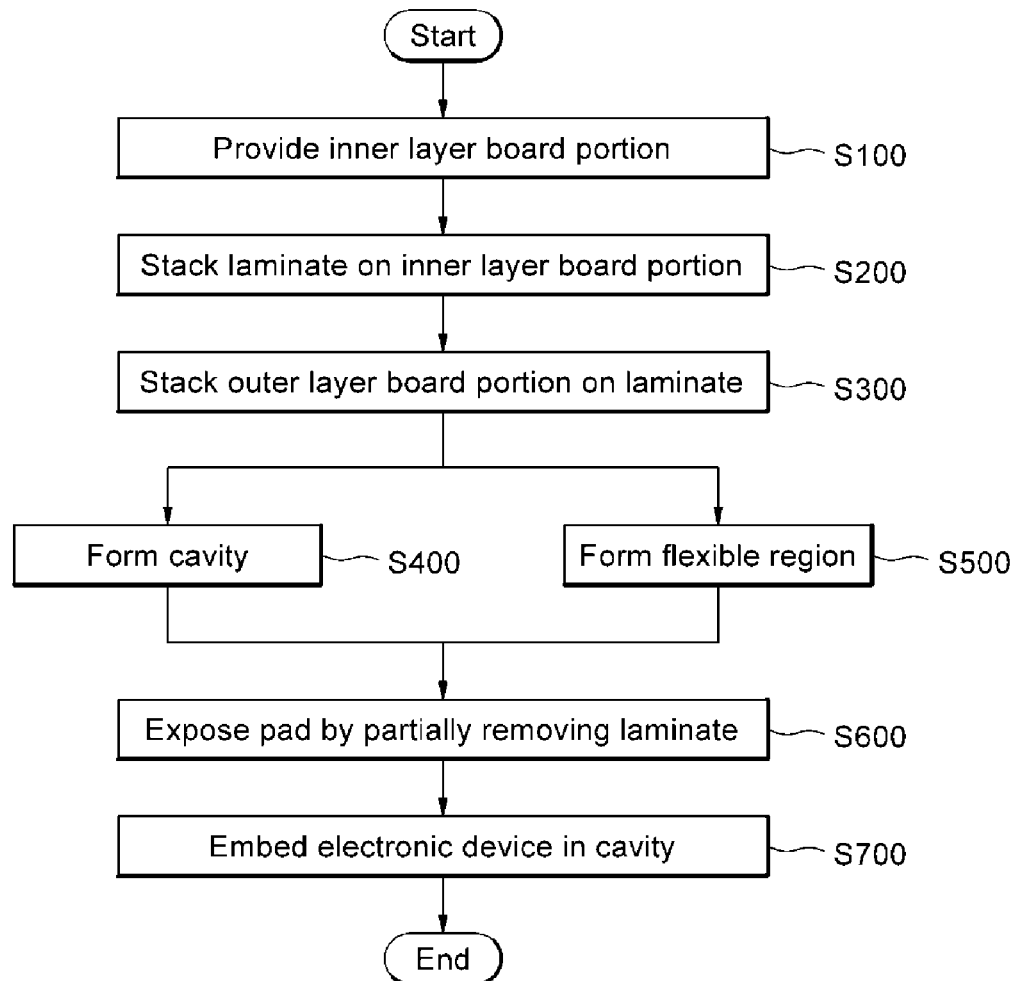 Start
Provide inner layer board portion
S100
Stack laminate on inner layer board portion
S200
Stack outer layer board portion on laminate
S300
Form cavity
S400
Form flexible region
S500
Expose pad by partially removing laminate
S600
Embed electronic device in cavity
S700
End